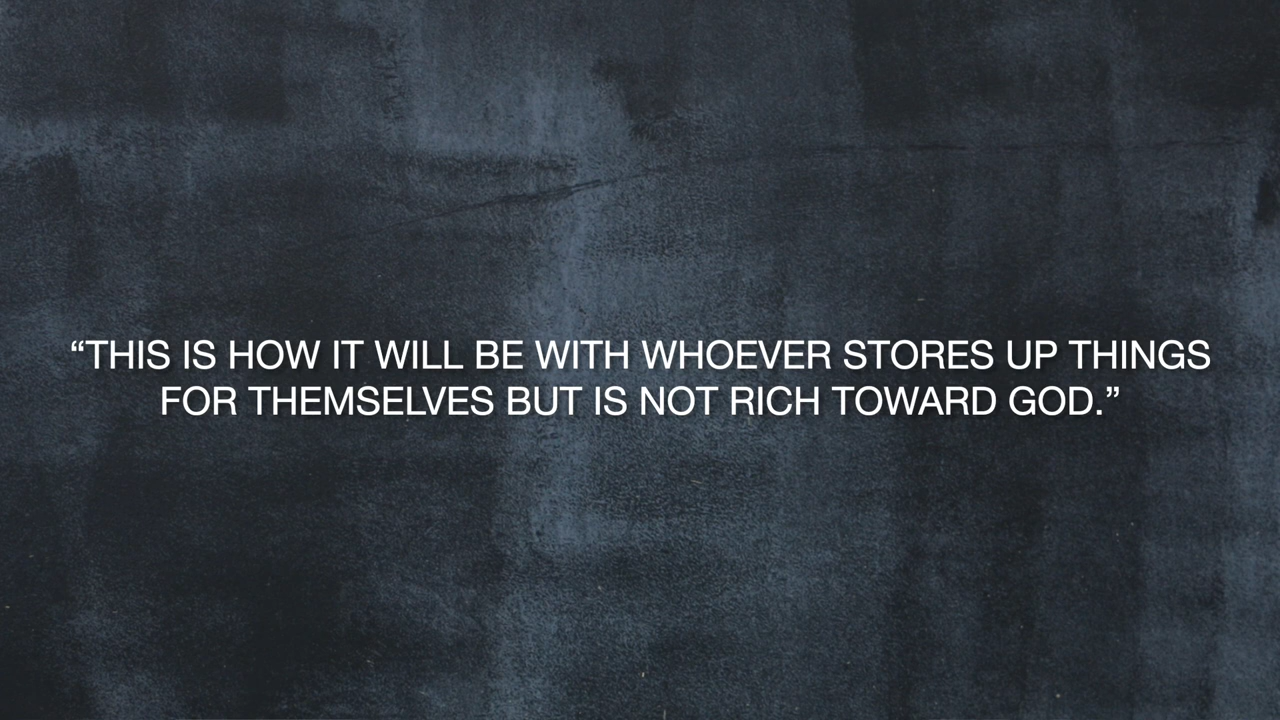 “THIS IS HOW IT WILL BE WITH WHOEVER STORES UP THINGS
FOR THEMSELVES BUT IS NOT RICH TOWARD GOD.”